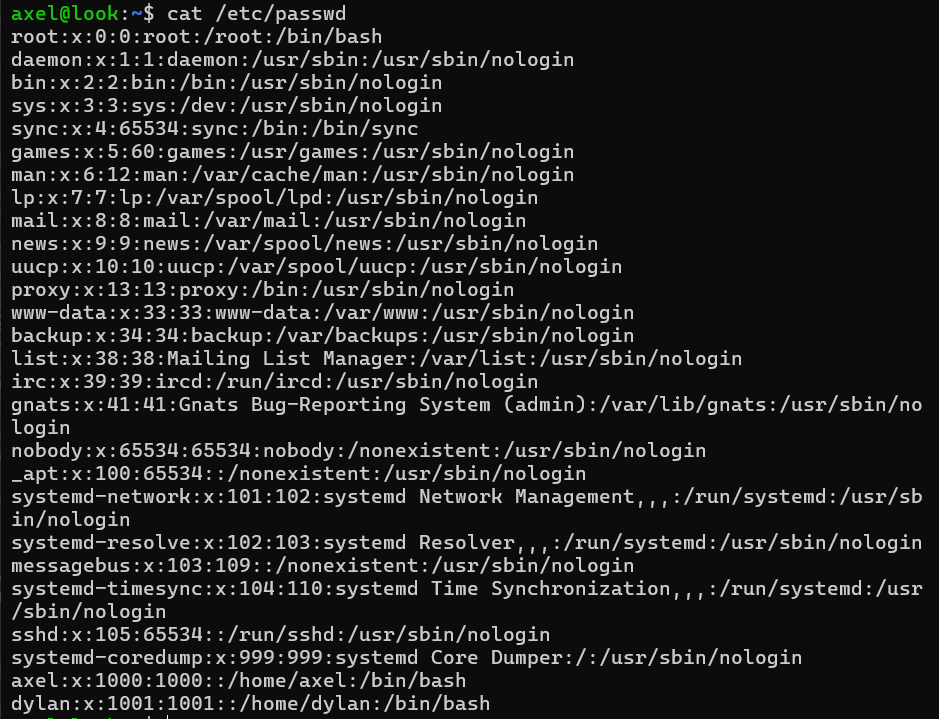 axel@look:~$ cat /etc/passwd
root:x:0:0:root:/root:/bin/bash
daemon:x:1:1:daemon:/usr/sbin:/usr/sbin/nologin
bin:x:2:2:bin:/bin:/usr/sbin/nologin
sys:x:3:3:sys:/dev:/usr/sbin/nologin
sync:x:4:65534:sync:/bin:/bin/sync
games:x:5:60:games:/usr/games:/usr/sbin/nologin
man:x:6:12:man:/var/cache/man:/usr/sbin/nologin
lp:x:7:7:lp:/var/spool/lpd:/usr/sbin/nologin
mail:x:8:8:mail:/var/mail:/usr/sbin/nologin
news:x:9:9:news:/var/spool/news:/usr/sbin/nologin
uucp:x:10:10:uucp:/var/spool/uucp:/usr/sbin/nologin
proxy:x:13:13:proxy:/bin:/usr/sbin/nologin
www-data:x:33:33:www-data:/var/www:/usr/sbin/nologin
backup:x:34:34:backup:/var/backups:/usr/sbin/nologin
list:x:38:38:Mailing List Manager:/var/list:/usr/sbin/nologin
irc:x:39:39:ircd:/run/ircd:/usr/sbin/nologin
gnats:x:41:41:Gnats Bug-Reporting System (admin):/var/lib/gnats:/usr/sbin/no
login
nobody:x:65534:65534:nobody:/nonexistent:/usr/sbin/nologin
_apt:x:100:65534::/nonexistent:/usr/sbin/nologin
systemd-network:x:101:102:systemd Network Management,,,:/run/systemd:/usr/sb
in/nologin
systemd-resolve:x:102:103:systemd Resolver,,,:/run/systemd:/usr/sbin/nologin
messagebus:x:103:109::/nonexistent:/usr/sbin/nologin
systemd-timesync:x:104:110:systemd Time Synchronization,,,:/run/systemd:/usr
/sbin/nologin
sshd:x:105:65534::/run/sshd:/usr/sbin/nologin
systemd-coredump:x:999:999:systemd Core Dumper:/:/usr/sbin/nologin
axel:x:1000:1000::/home/axel:/bin/bash
dylan:x:1001:1001::/home/dylan:/bin/bash